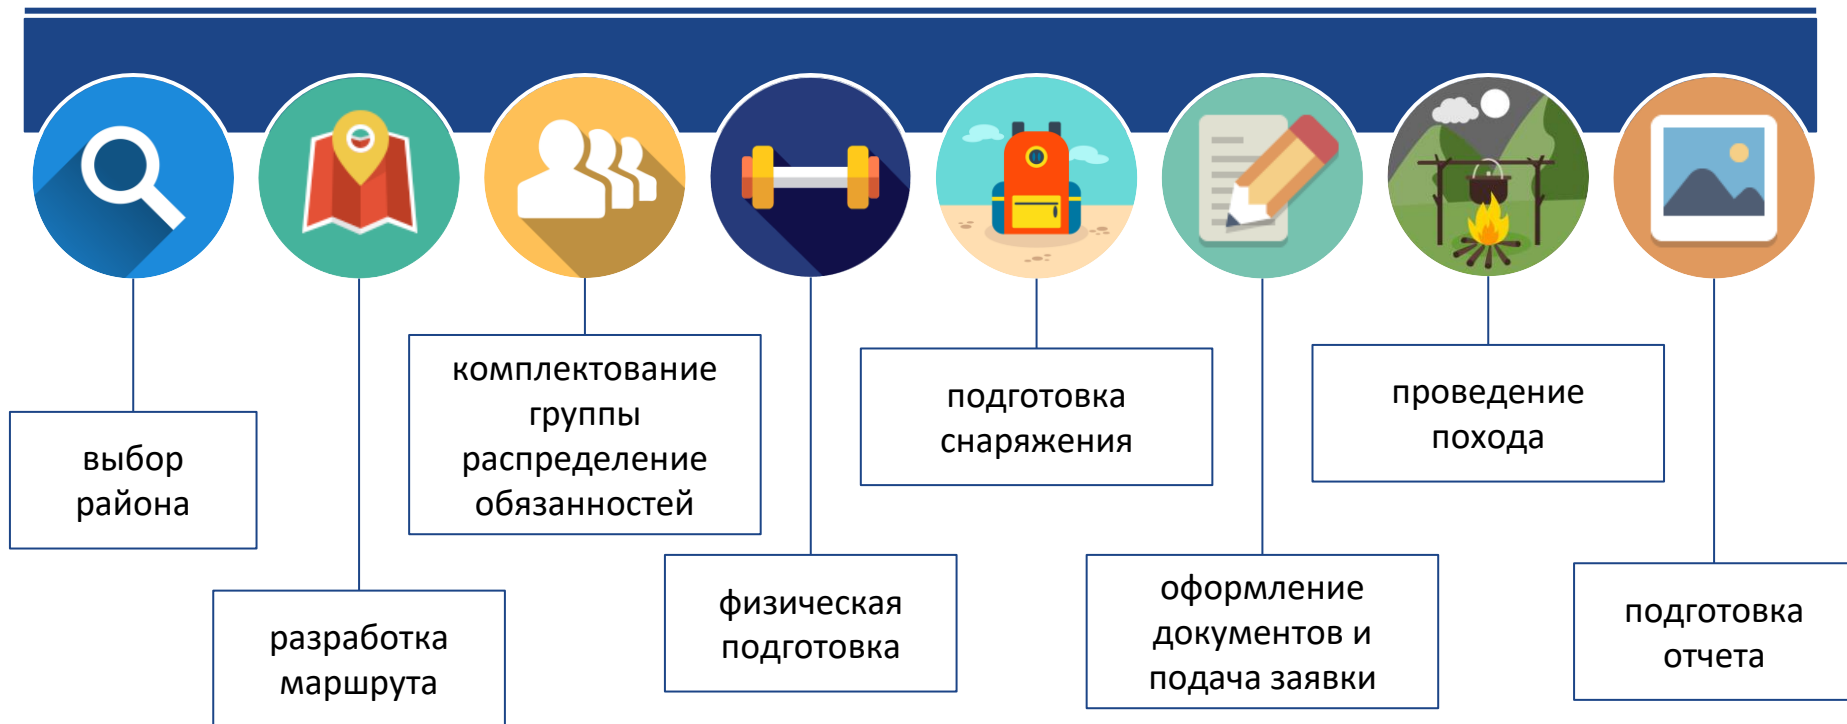 выбор
района
разработка
маршрута
комплектование
группы
распределение
обязанностей
физическая
подготовка
подготовка
снаряжения
оформление
документов и
подача заявки
проведение
похода
подготовка
отчета